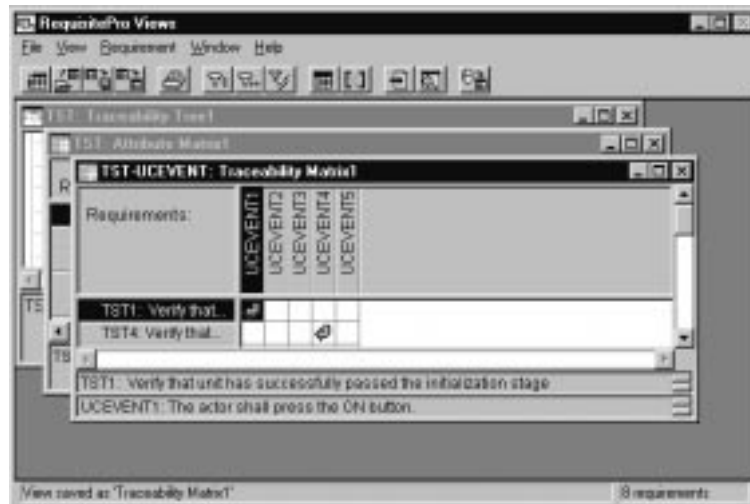 RequisitePro Views
File View Requirement Window Help
TST: Traceability Tree1
TST: Attribute Matrix1
TST-UCEVENT: Traceability Matrix1
R
Requirements:
UCEVENT1
UCEVENT2
UCEVENT3
UCEVENT4
UCEVENT5
TST1: Verify that...
TST4: Verify that...
TS
TS
TST1: Verify that unit has successfully passed the initialization stage
UCEVENT1: The actor shall press the ON button.
View saved as 'Traceability Matrix1'
8 requirements